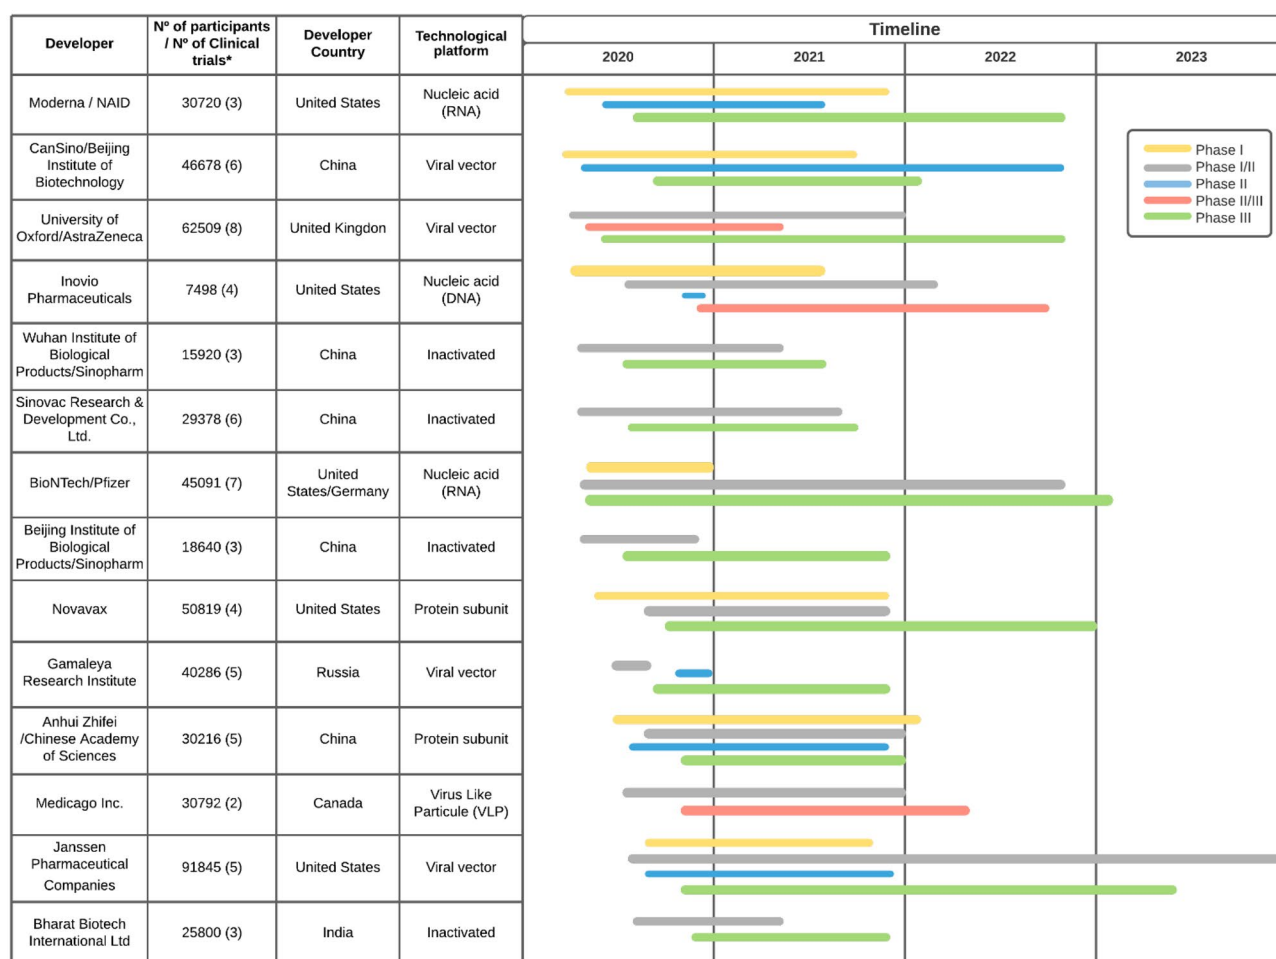 Developer
Nº of participants
/ Nº of Clinical
trials*
Developer
Country
Technological
platform
Timeline
2020
2021
2022
2023
Moderna / NAID
30720 (3)
United States
Nucleic acid
(RNA)
CanSino/Beijing
Institute of
Biotechnology
46678 (6)
China
Viral vector
University of
Oxford/AstraZeneca
62509 (8)
United Kingdon
Viral vector
Inovio
Pharmaceuticals
7498 (4)
United States
Nucleic acid
(DNA)
Wuhan Institute of
Biological
Products/Sinopharm
15920 (3)
China
Inactivated
Sinovac Research &
Development Co.,
Ltd.
29378 (6)
China
Inactivated
BioNTech/Pfizer
45091 (7)
United
States/Germany
Nucleic acid
(RNA)
Beijing Institute of
Biological
Products/Sinopharm
18640 (3)
China
Inactivated
Novavax
50819 (4)
United States
Protein subunit
Gamaleya
Research Institute
40286 (5)
Russia
Viral vector
Anhui Zhifei
/Chinese Academy
of Sciences
30216 (5)
China
Protein subunit
Medicago Inc.
30792 (2)
Canada
Virus Like
Particule (VLP)
Janssen
Pharmaceutical
Companies
91845 (5)
United States
Viral vector
Bharat Biotech
International Ltd
25800 (3)
India
Inactivated
Phase I
Phase I/II
Phase II
Phase II/III
Phase III